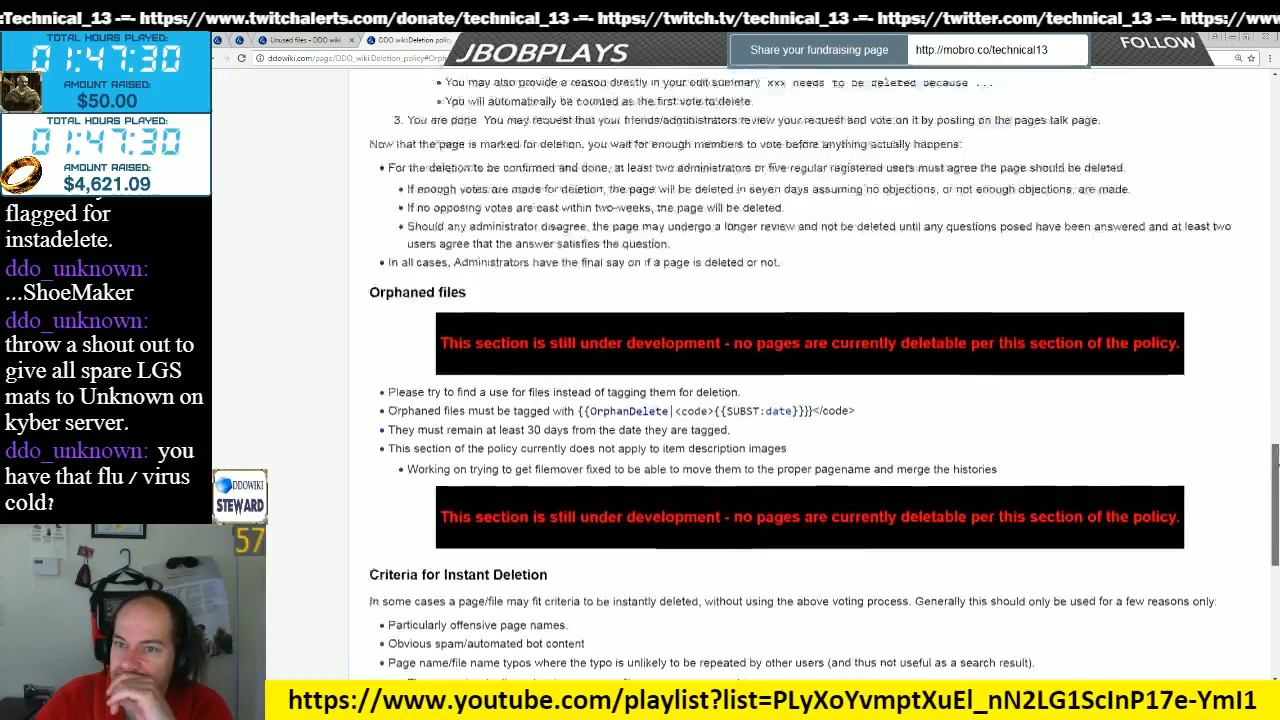 :Technical_13 -=- https://www.twitchalerts.com/donate/technical_13 -=- https://twitch.tv/technical_13 -=- https://twitter.com/technical_13 -=- https://www
TOTAL HOURS PLAYED:
01:47:30
AMOUNT RAISED:
$50.00
TOTAL HOURS PLAYED:
01:47:30
AMOUNT RAISED:
$4,621.09
Unused files - DDO wiki
DDO wiki:Deletion polic
JBOBPLAYS
Share your fundraising page
http://mobro.co/technical13
FOLLOW
ddowiki.com/page/DDO_wiki:Deletion_policy#Orph
flagged for
instadelete.
ddo_unknown:
...ShoeMaker
ddo_unknown:
throw a shout out to
give all spare LGS
mats to Unknown on
kyber server.
ddo_unknown: you
have that flu / virus
cold?
DDOWIKI
STEWARD
57
You may also provide a reason directly in your edit summary xxx needs to be deleted because ...
You will automatically be counted as the first vote to delete.
3. You are page You may request that your friends/administrators review your request and vote on it by posting on the pages talk page.
Now that the page is marked for deletion, you wait for enough members to vote before anything actually happens:
For the deletion to be confirmed and done, at least two administrators or five regular registered users must agree the page should be deleted.
If enough votes are made for deletion, the page will be deleted in seven days assuming no objections, or not enough objections, are made.
If no opposing votes are cast within two-weeks, the page will be deleted.
Should any administrator disagree, the page may undergo a longer review and not be deleted until any questions posed have been answered and at least two
users agree that the answer satisfies the question.
In all cases, Administrators have the final say on if a page is deleted or not.
Orphaned files
This section is still under development - no pages are currently deletable per this section of the policy.
Please try to find a use for files instead of tagging them for deletion.
Orphaned files must be tagged with {{OrphanDelete|<code>{{SUBST:date}}}}</code>
They must remain at least 30 days from the date they are tagged.
This section of the policy currently does not apply to item description images
Working on trying to get filemover fixed to be able to move them to the proper pagename and merge the histories
This section is still under development - no pages are currently deletable per this section of the policy.
Criteria for Instant Deletion
In some cases a page/file may fit criteria to be instantly deleted, without using the above voting process. Generally this should only be used for a few reasons only:
Particularly offensive page names.
Obvious spam/automated bot content
Page name/file name typos where the typo is unlikely to be repeated by other users (and thus not useful as a search result).
https://www.youtube.com/playlist?list=PLyXoYvmptXuEl_nN2LG1ScInP17e-YmI1